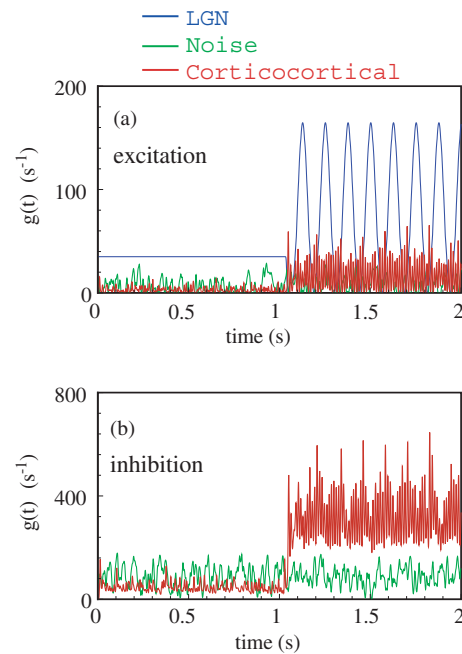 LGN
Noise
Corticocortical
200
(a)
excitation
100
g(t) (s⁻¹)
0
0 0.5 1 1.5 2
time (s)
800
(b)
inhibition
400
g(t) (s⁻¹)
0
0 0.5 1 1.5 2
time (s)